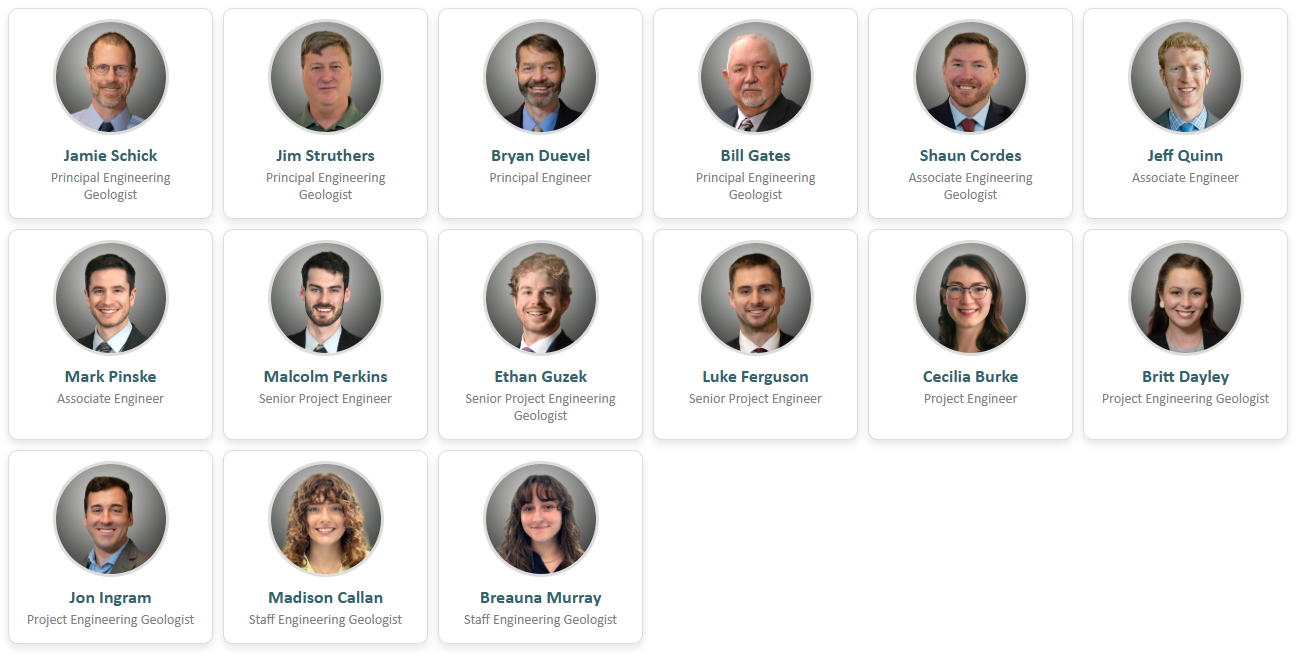 Jamie Schick
Principal Engineering
Geologist
Jim Struthers
Principal Engineering
Geologist
Bryan Duevel
Principal Engineer
Bill Gates
Principal Engineering
Geologist
Shaun Cordes
Associate Engineering
Geologist
Jeff Quinn
Associate Engineer
Mark Pinske
Associate Engineer
Malcolm Perkins
Senior Project Engineer
Ethan Guzek
Senior Project Engineering
Geologist
Luke Ferguson
Senior Project Engineer
Cecilia Burke
Project Engineer
Britt Dayley
Project Engineering Geologist
Jon Ingram
Project Engineering Geologist
Madison Callan
Staff Engineering Geologist
Breauna Murray
Staff Engineering Geologist